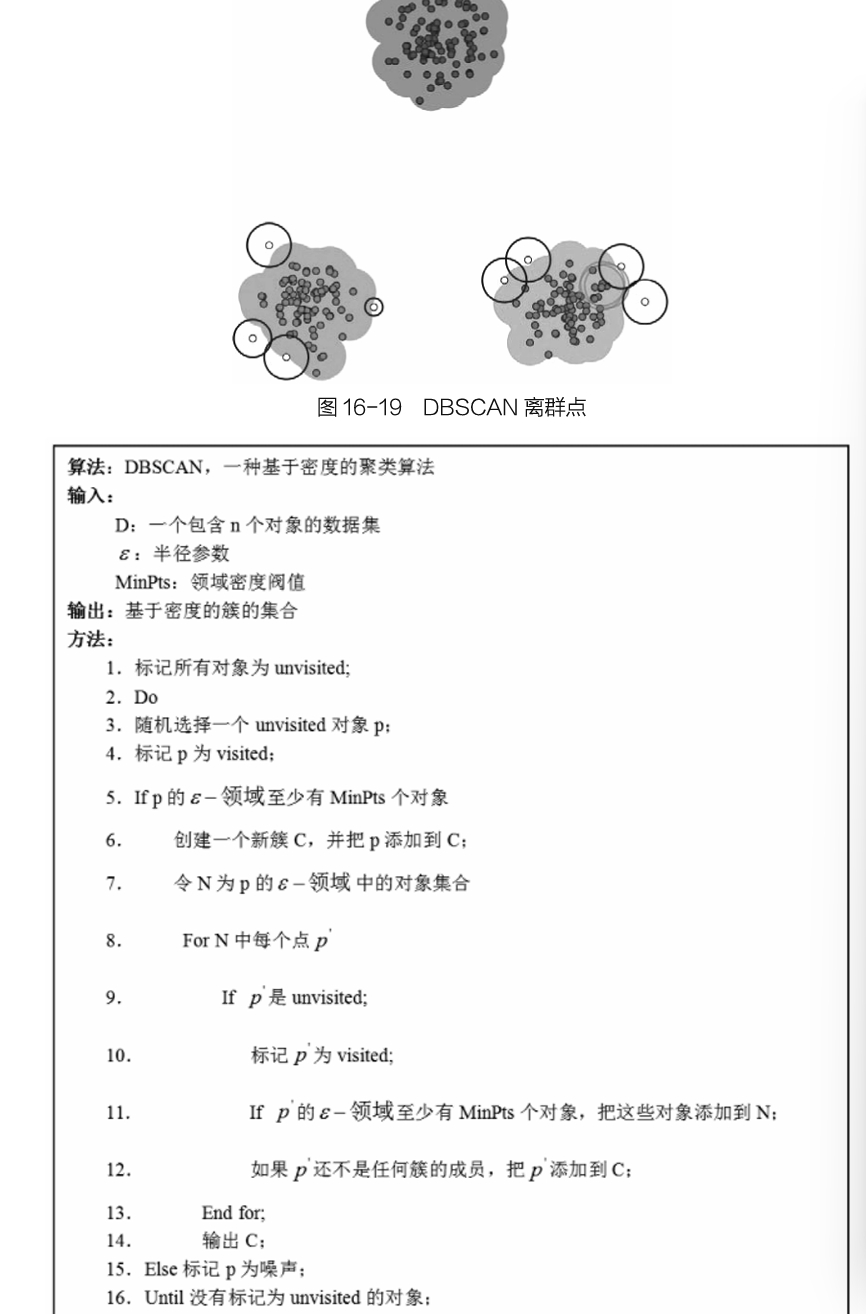 图 16-19 DBSCAN 离群点
算法：DBSCAN，一种基于密度的聚类算法
输入：
D：一个包含 n 个对象的数据集
ε：半径参数
MinPts：领域密度阀值
输出：基于密度的簇的集合
方法：
1．标记所有对象为 unvisited;
2．Do
3．随机选择一个 unvisited 对象 p；
4．标记 p 为 visited；
5．If p 的 ε－领域至少有 MinPts 个对象
6． 创建一个新簇 C，并把 p 添加到 C；
7． 令 N 为 p 的 ε－领域 中的对象集合
8． For N 中每个点 p'
9． If p' 是 unvisited;
10． 标记 p' 为 visited;
11． If p' 的 ε－领域至少有 MinPts 个对象，把这些对象添加到 N；
12． 如果 p' 还不是任何簇的成员，把 p' 添加到 C；
13． End for;
14． 输出 C；
15．Else 标记 p 为噪声；
16．Until 没有标记为 unvisited 的对象；